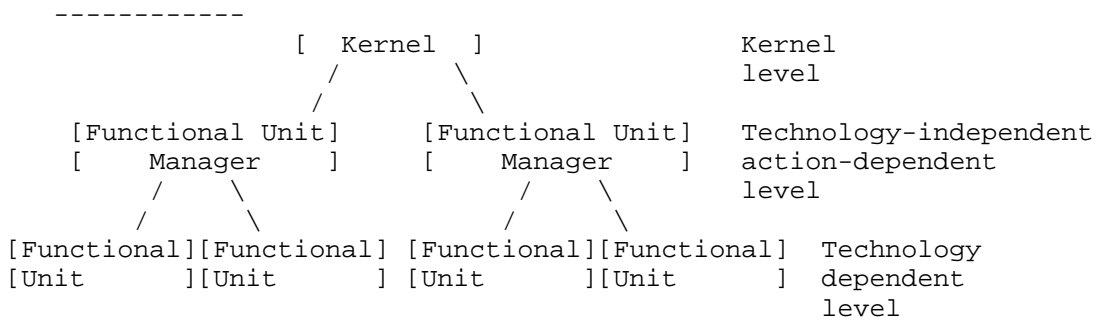 ------------
[ Kernel ] Kernel
/ \ level
/ \
[Functional Unit] [Functional Unit] Technology-independent
[ Manager ] [ Manager ] action-dependent
/ \ / \ level
/ \ / \
[Functional][Functional] [Functional][Functional] Technology
[Unit ][Unit ] [Unit ][Unit ] dependent
level